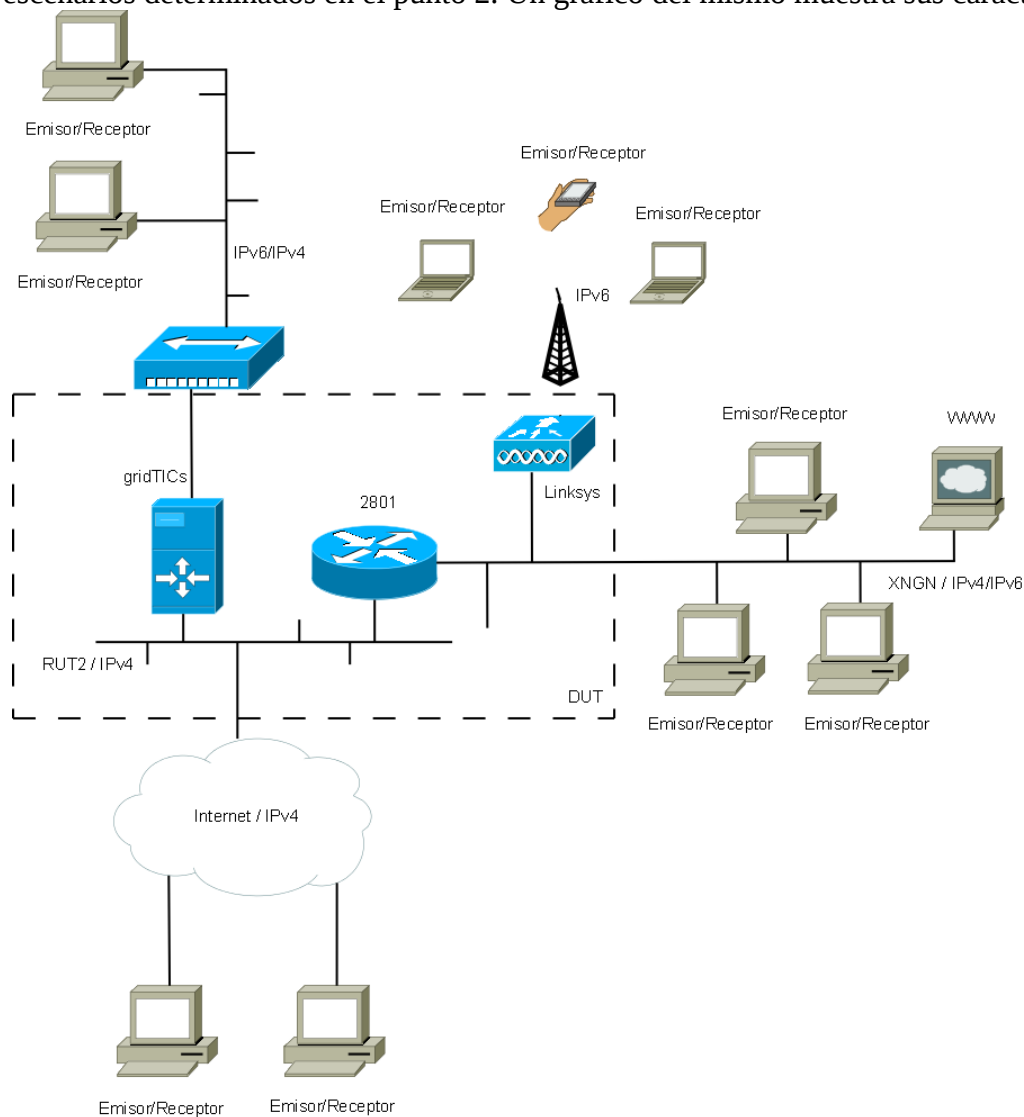 escenarios determinados en el punto 2. Un gráfico del mismo muestra sus carac
Emisor/Receptor
Emisor/Receptor
Emisor/Receptor
Emisor/Receptor
IPv6/IPv4
Emisor/Receptor
IPv6
Emisor/Receptor
WWW
gridTICs
Linksys
2801
XNGN / IPv4/IPv6
RUT2 / IPv4
DUT
Emisor/Receptor
Emisor/Receptor
Internet / IPv4
Emisor/Receptor
Emisor/Receptor